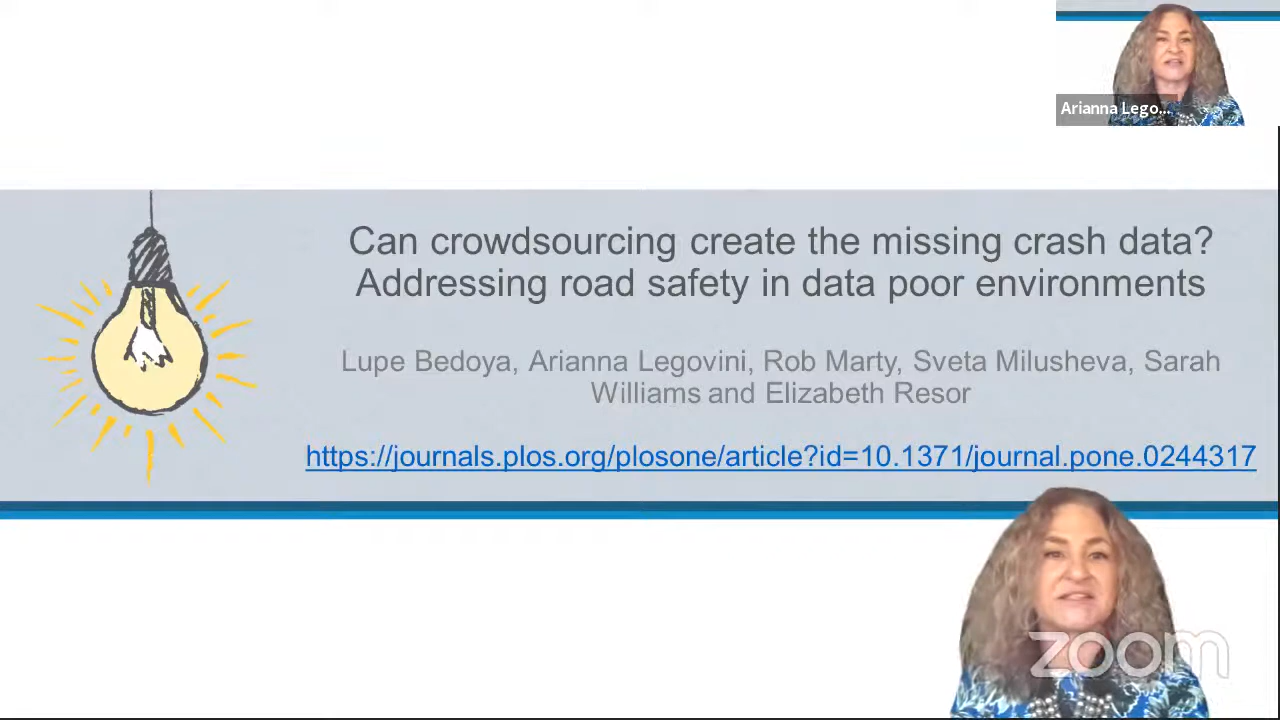 Arianna Lego...
Can crowdsourcing create the missing crash data?
Addressing road safety in data poor environments
Lupe Bedoya, Arianna Legovini, Rob Marty, Sveta Milusheva, Sarah
Williams and Elizabeth Resor
https://journals.plos.org/plosone/article?id=10.1371/journal.pone.0244317
zoom